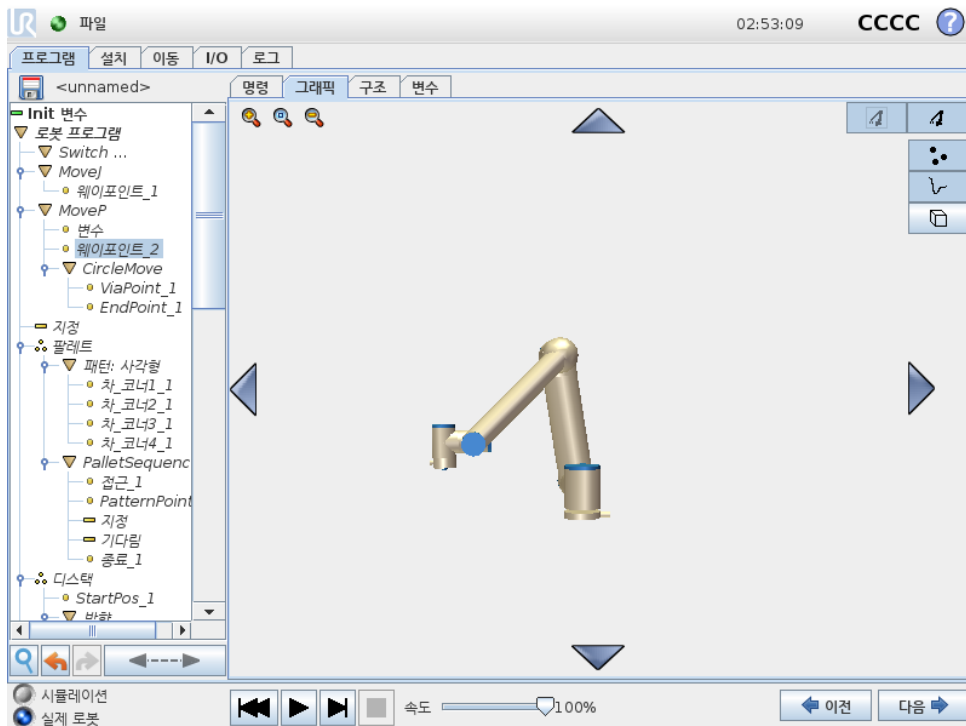 UR 파일 02:53:09 CCCC ?
프로그램 설치 이동 I/O 로그
<unnamed>
명령 그래픽 구조 변수
Init 변수
로봇 프로그램
Switch ...
MoveJ
웨이포인트_1
MoveP
변수
웨이포인트_2
CircleMove
ViaPoint_1
EndPoint_1
지정
팔레트
패턴: 사각형
차_코너1_1
차_코너2_1
차_코너3_1
차_코너4_1
PalletSequenc
접근_1
PatternPoint
지정
기다림
종료_1
디스택
StartPos_1
방향
시뮬레이션
실제 로봇
속도 100%
이전 다음